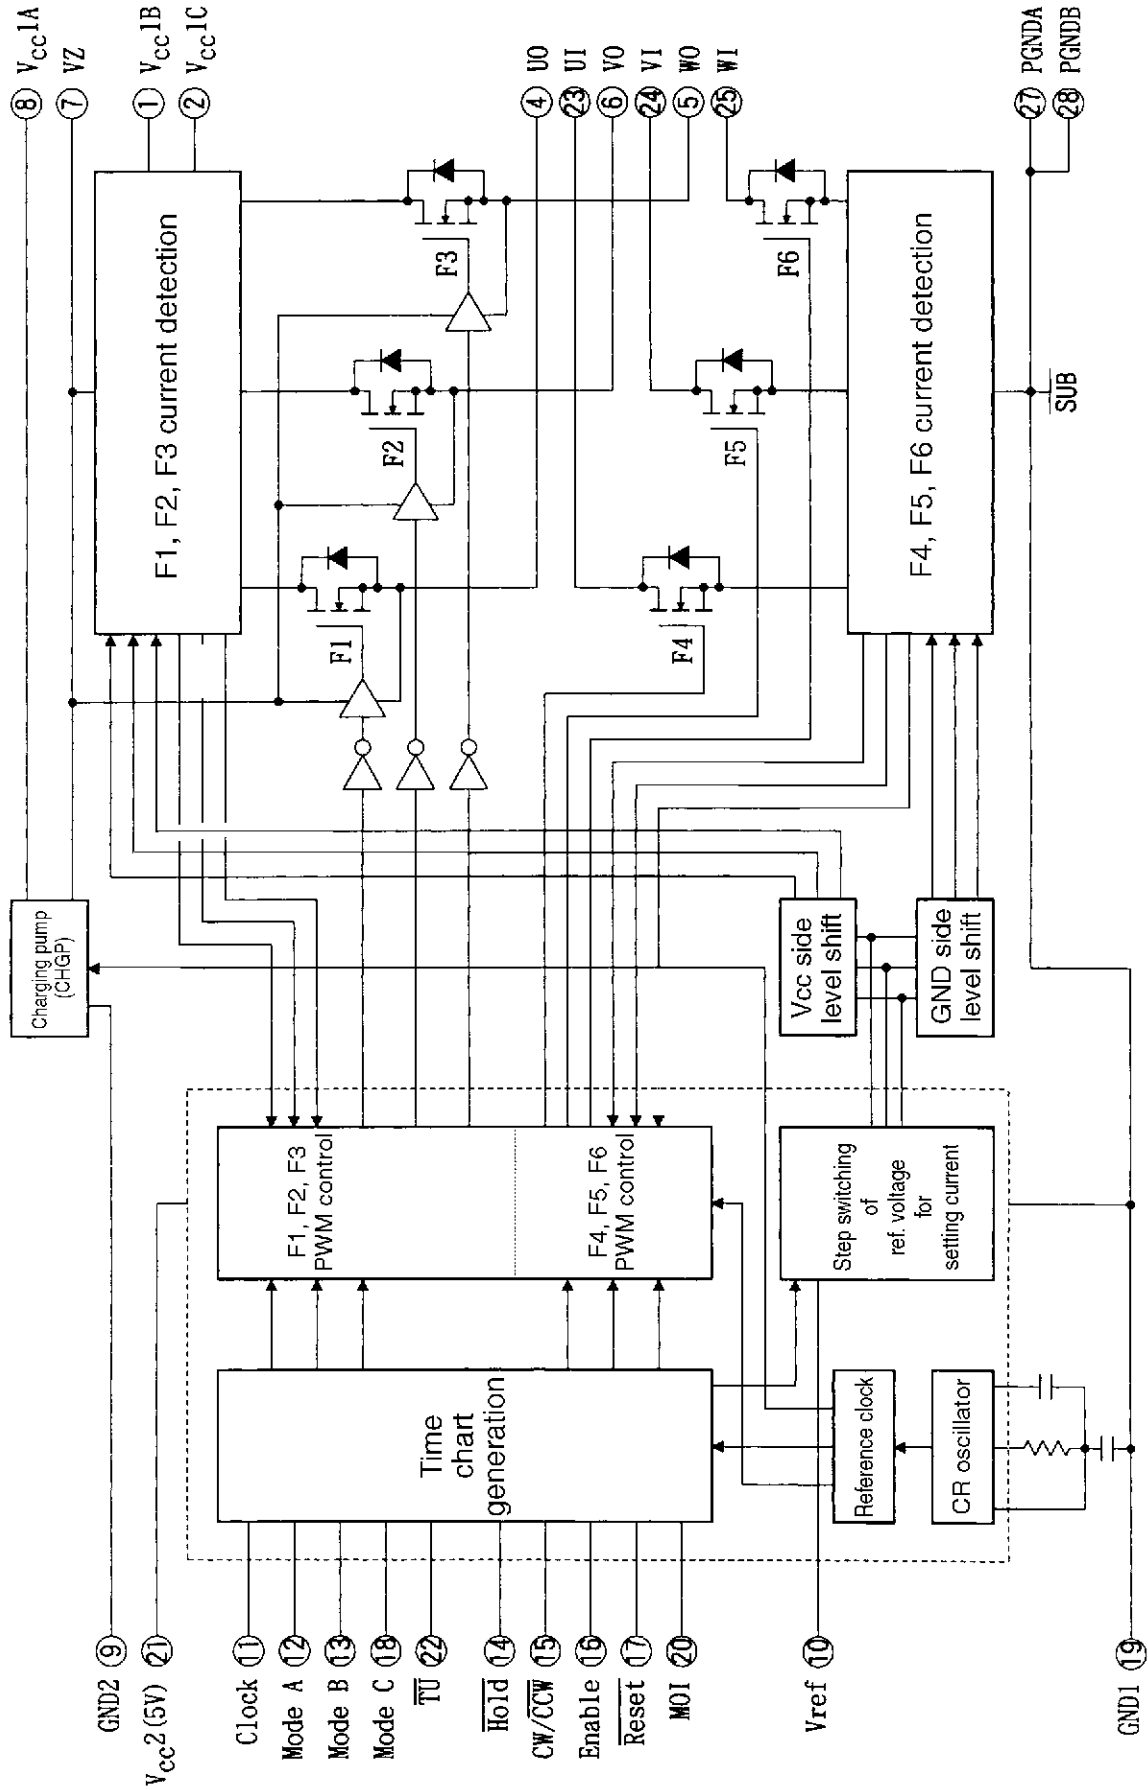 8 Vcc1A
7 VZ
1 Vcc1B
2 Vcc1C
4 UO
23 UI
6 VO
24 VI
5 WO
25 WI
27 PGNDA
28 PGNDB
F1, F2, F3 current detection
F4, F5, F6 current detection
F1
F2
F3
F4
F5
F6
SUB
Charging pump
(CHGP)
Vcc side
level shift
GND side
level shift
F1, F2, F3
PWM control
F4, F5, F6
PWM control
Step switching
of
ref. voltage
for
setting current
Time
chart
generation
Reference clock
CR oscillator
GND2 9
Vcc2(5V) 21
Clock 11
Mode A 12
Mode B 13
Mode C 18
T̅U̅ 22
H̅o̅l̅d̅ 14
CW/C̅C̅W̅ 15
Enable 16
R̅e̅s̅e̅t̅ 17
MOI 20
Vref 10
GND1 19